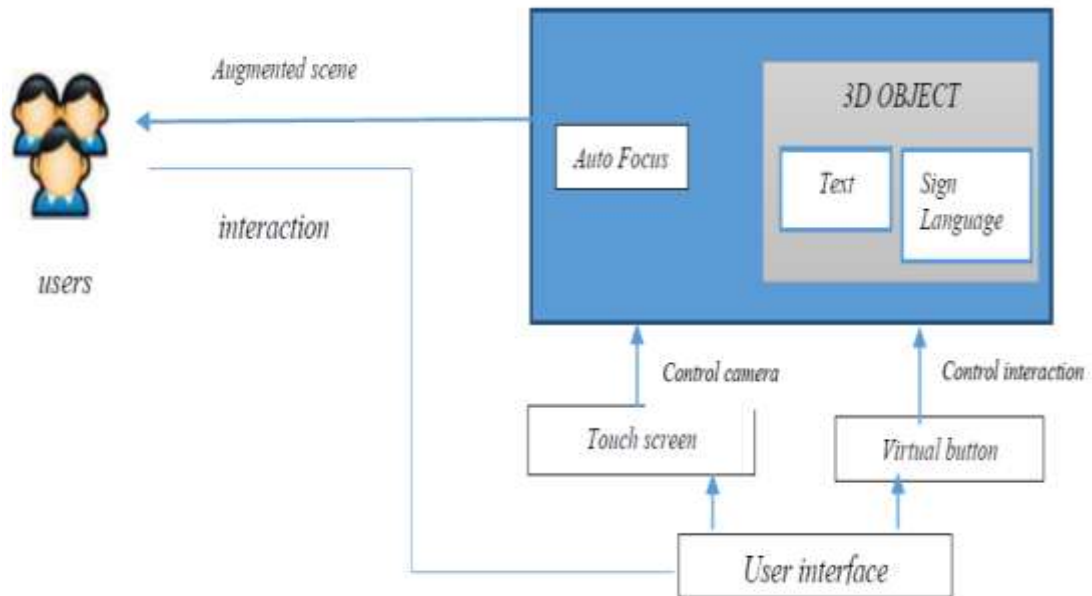 Augmented scene
3D OBJECT
Auto Focus
Text
Sign
Language
interaction
users
Control camera
Control interaction
Touch screen
Virtual button
User interface